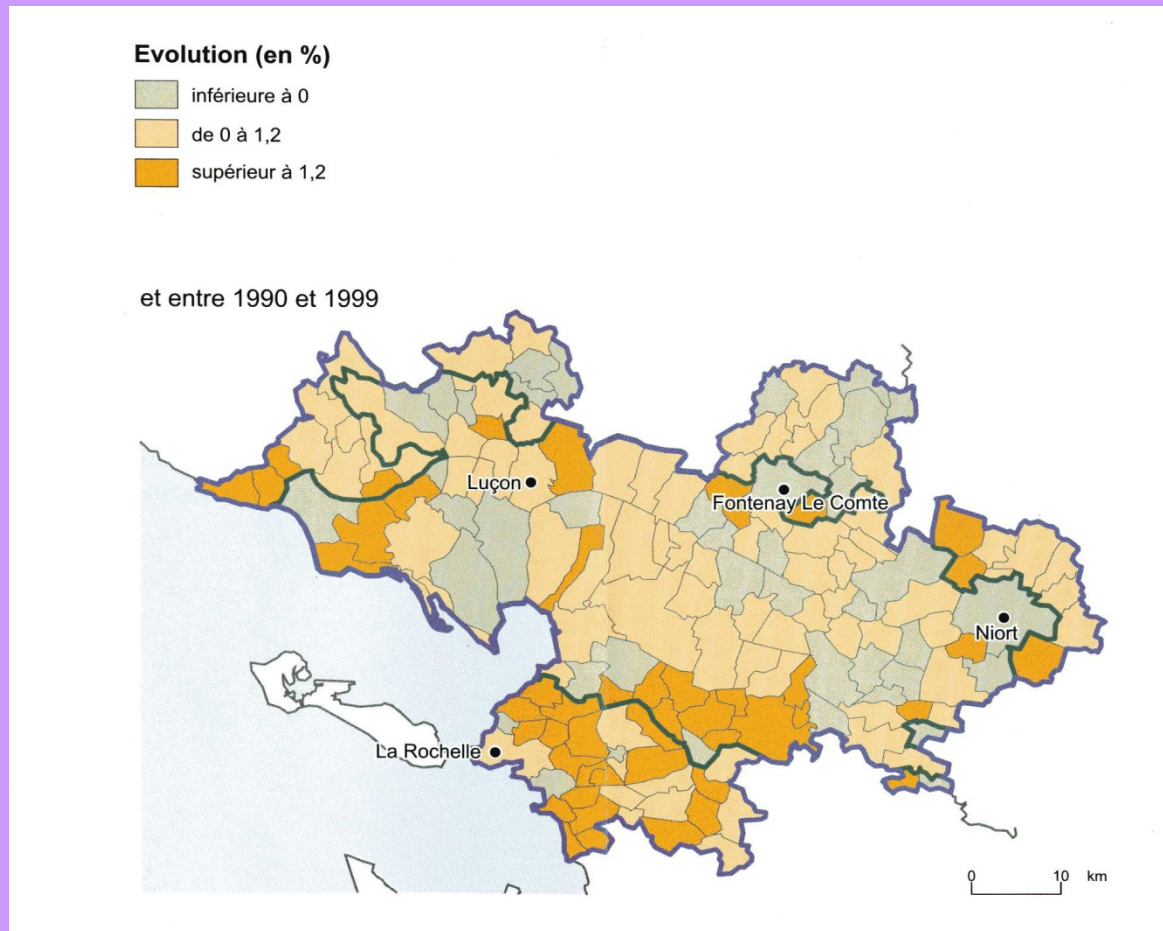 Evolution (en %)
inférieure à 0
de 0 à 1,2
supérieur à 1,2
et entre 1990 et 1999
Luçon
Fontenay Le Comte
Niort
La Rochelle
0 10 km